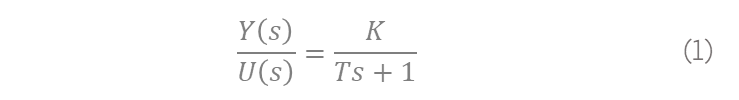 Y(s)/U(s) = K/(Ts + 1) (1)